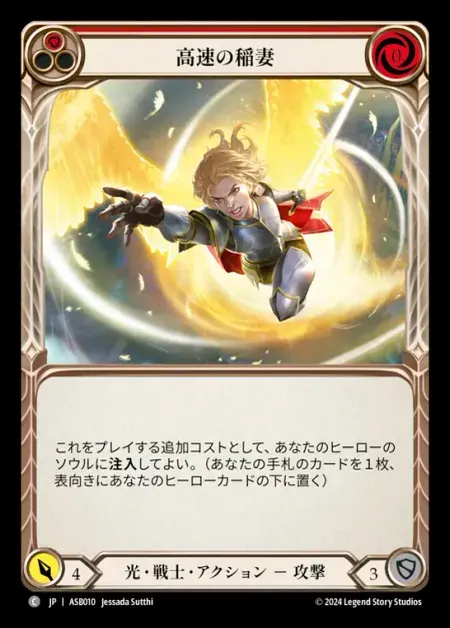 高速の稲妻
0
これをプレイする追加コストとして、あなたのヒーローの
ソウルに注入してよい。（あなたの手札のカードを１枚、
表向きにあなたのヒーローカードの下に置く）
4
光・戦士・アクション － 攻撃
3
C JP | ASB010 Jessada Sutthi
© 2024 Legend Story Studios